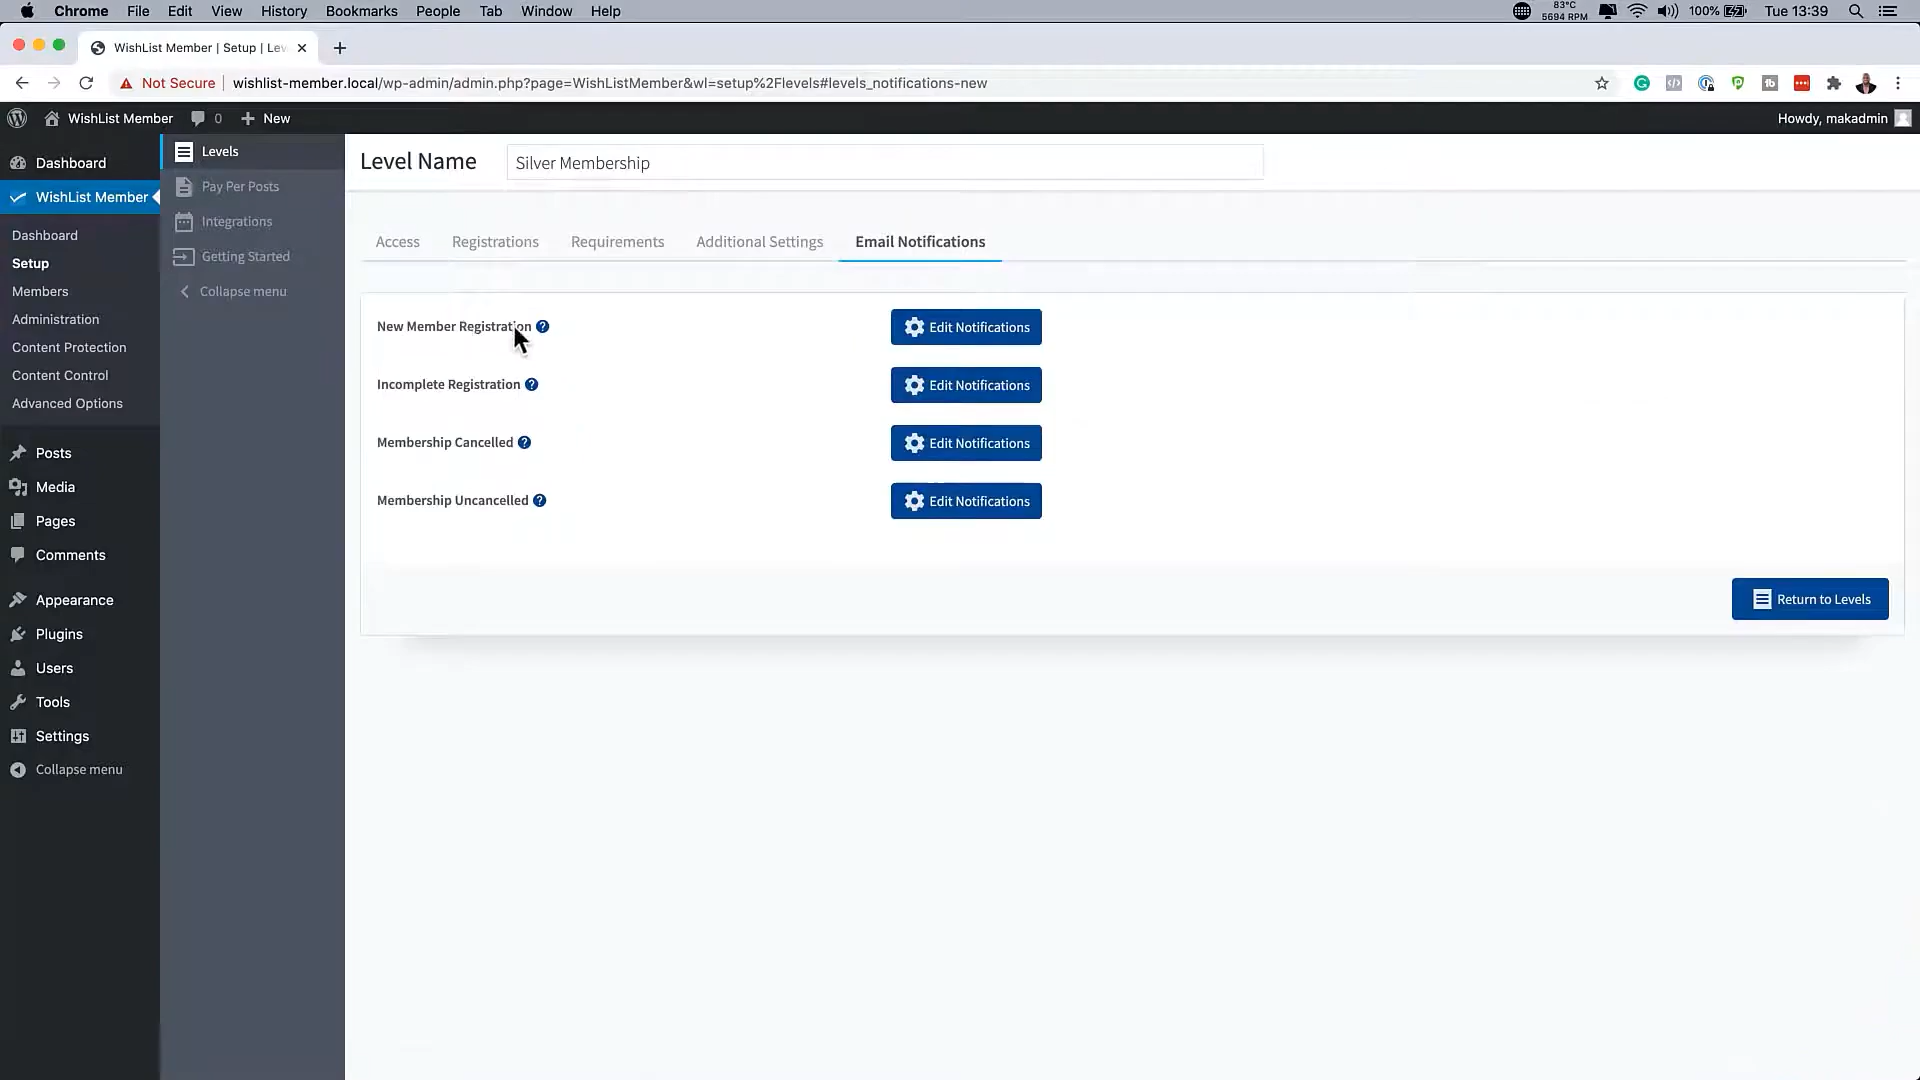 Chrome File Edit View History Bookmarks People Tab Window Help 83°C 5694 RPM 100% Tue 13:39
WishList Member | Setup | Lev
Not Secure wishlist-member.local/wp-admin/admin.php?page=WishListMember&wl=setup%2Flevels#levels_notifications-new
WishList Member 0 New Howdy, makadmin
Dashboard
WishList Member
Dashboard
Setup
Members
Administration
Content Protection
Content Control
Advanced Options
Posts
Media
Pages
Comments
Appearance
Plugins
Users
Tools
Settings
Collapse menu
Levels
Pay Per Posts
Integrations
Getting Started
Collapse menu
Level Name Silver Membership
Access Registrations Requirements Additional Settings Email Notifications
New Member Registration ? Edit Notifications
Incomplete Registration ? Edit Notifications
Membership Cancelled ? Edit Notifications
Membership Uncancelled ? Edit Notifications
Return to Levels